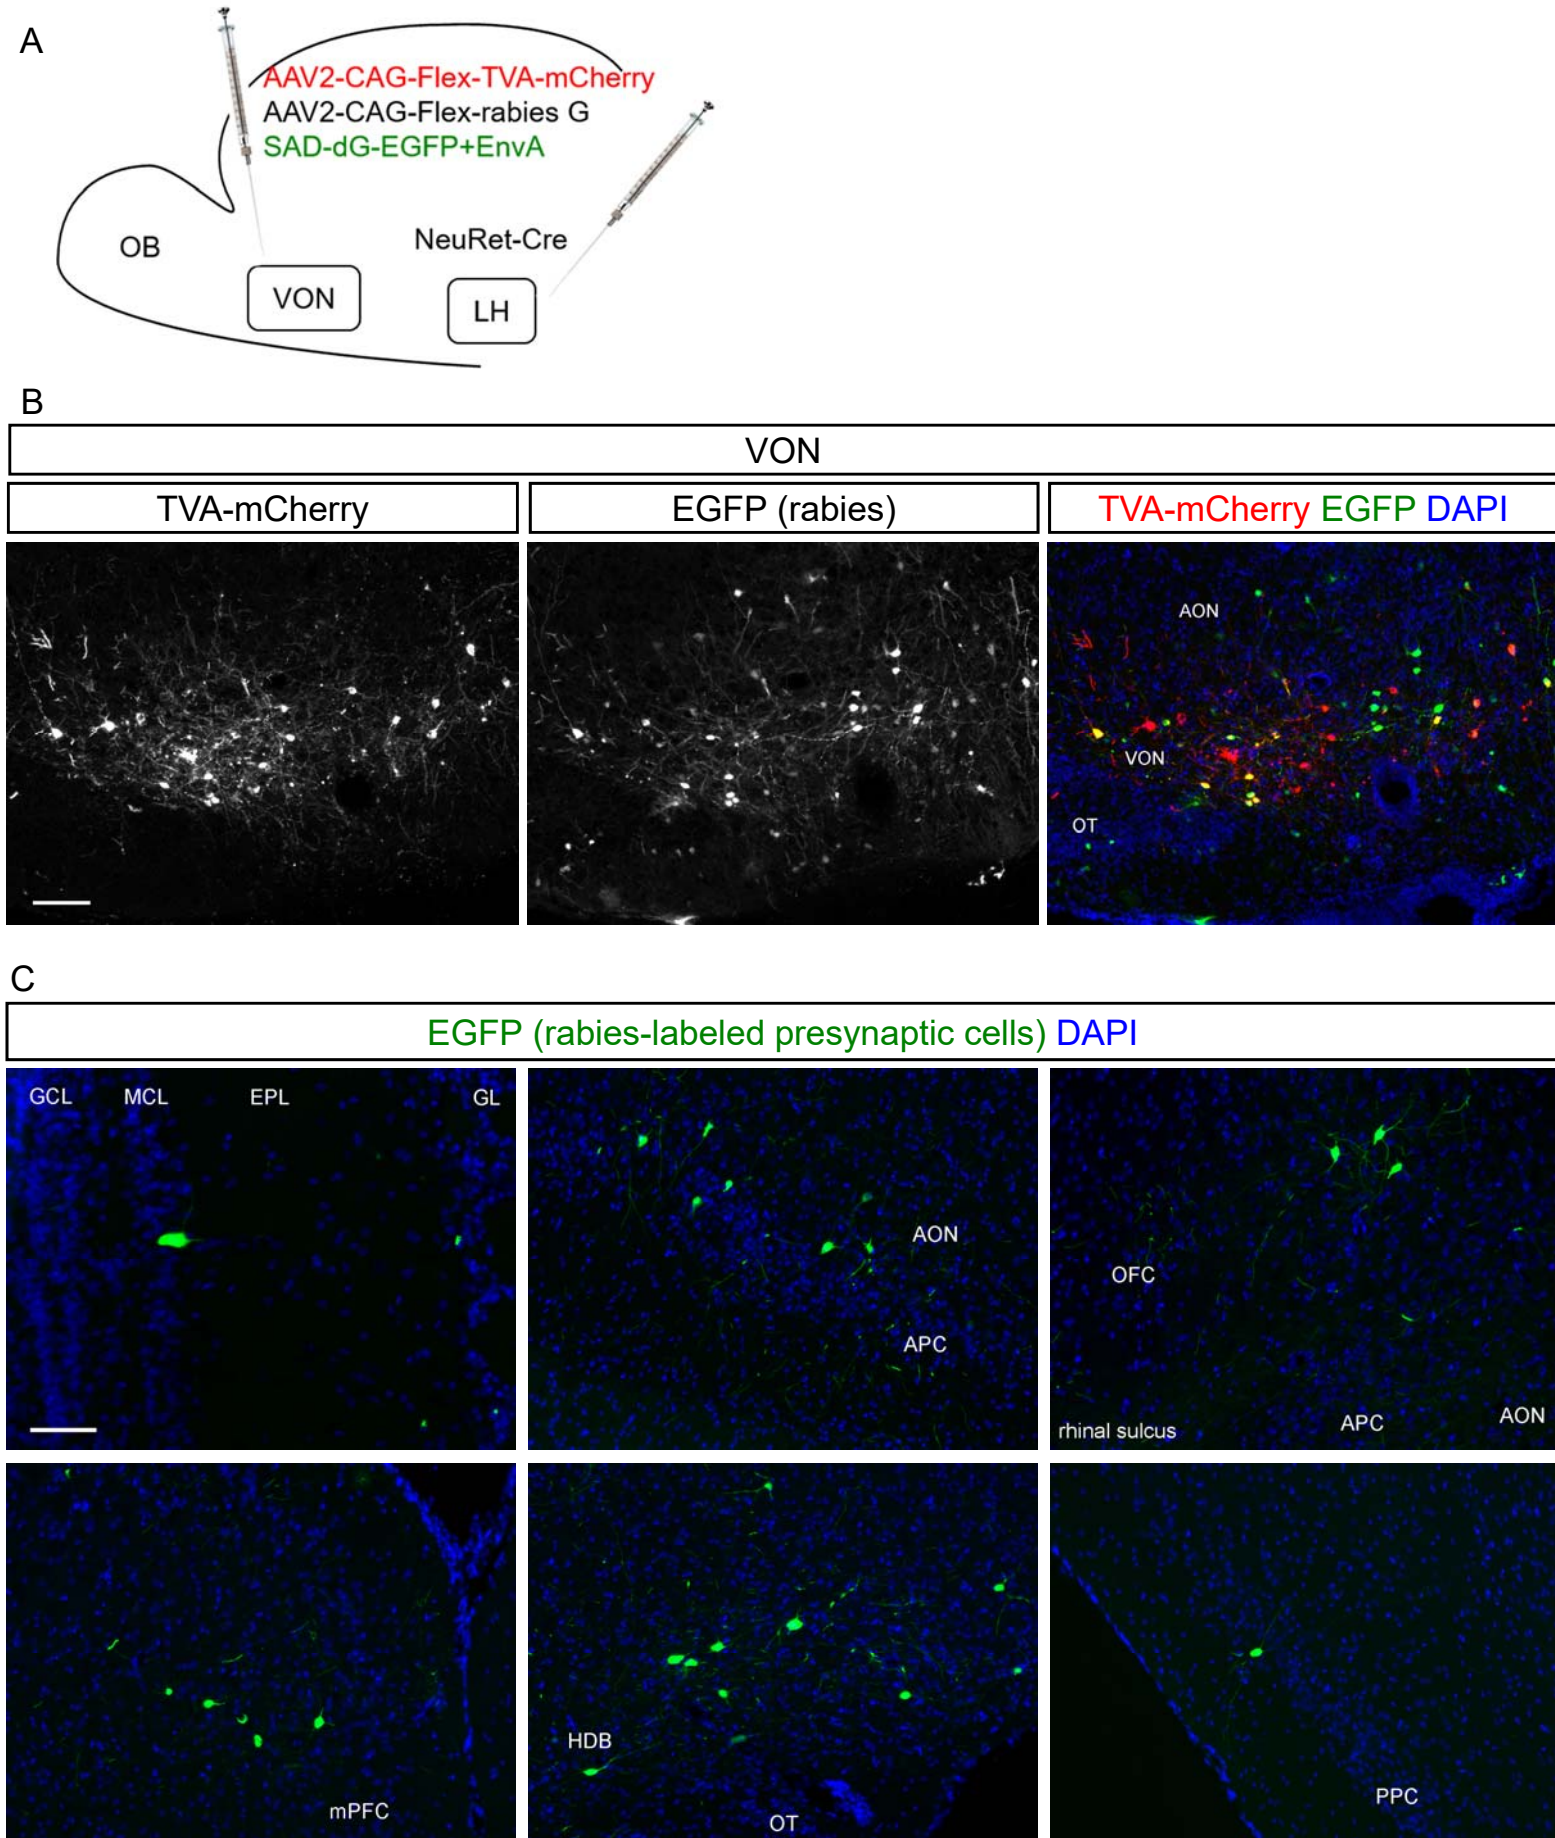 A
AAV2-CAG-Flex-TVA-mCherry
AAV2-CAG-Flex-rabies G
SAD-dG-EGFP+EnvA
OB
NeuRet-Cre
VON
LH
B
VON
TVA-mCherry
EGFP (rabies)
TVA-mCherry EGFP DAPI
AON
VON
OT
C
EGFP (rabies-labeled presynaptic cells) DAPI
GCL
MCL
EPL
GL
AON
APC
OFC
rhinal sulcus
APC
AON
mPFC
HDB
OT
PPC